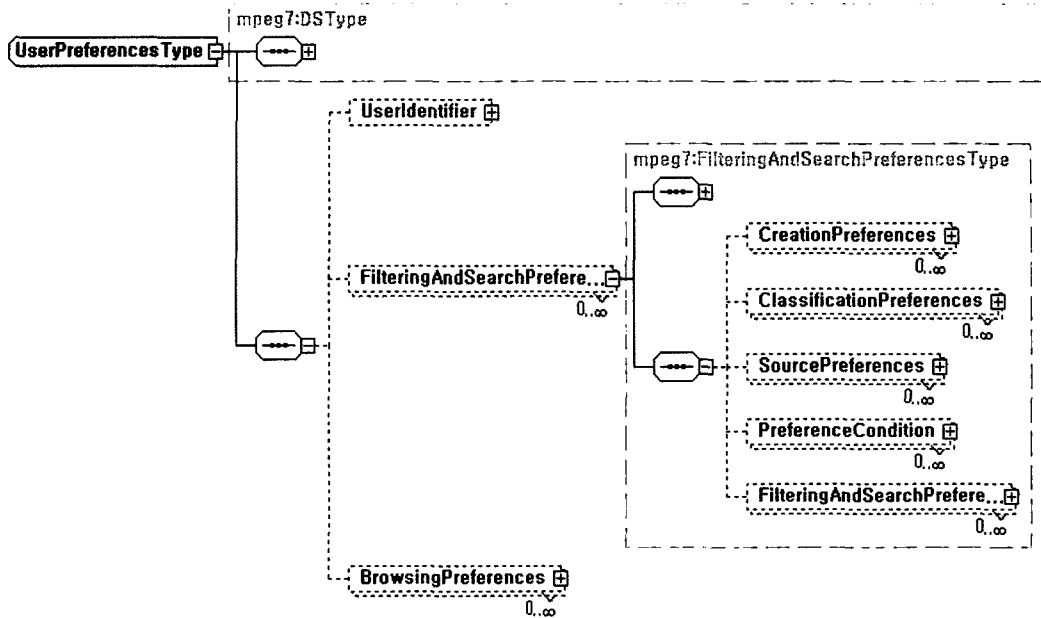 mpeg7:DSType
UserPreferencesType
UserIdentifier
mpeg7:FilteringAndSearchPreferencesType
CreationPreferences
0..∞
FilteringAndSearchPrefere...
0..∞
ClassificationPreferences
0..∞
SourcePreferences
0..∞
PreferenceCondition
0..∞
FilteringAndSearchPrefere...
0..∞
BrowsingPreferences
0..∞